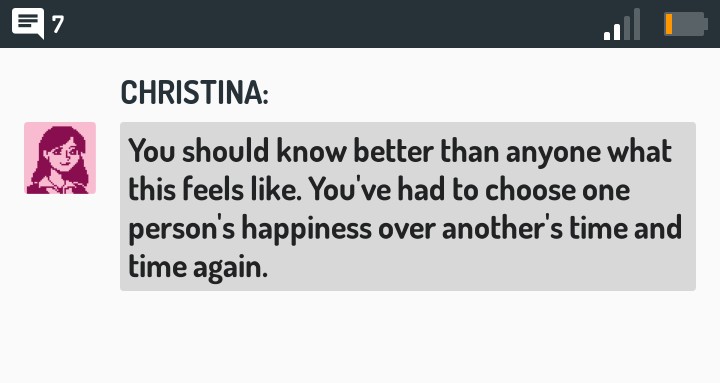 7
CHRISTINA:
You should know better than anyone what
this feels like. You've had to choose one
person's happiness over another's time and
time again.